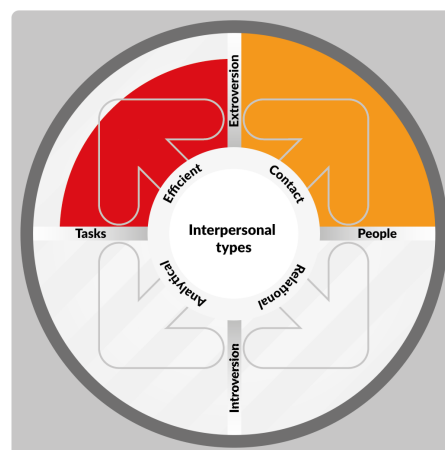 Extroversion
Efficient
Contact
Tasks
Interpersonal
types
People
Analytical
Relational
Introversion